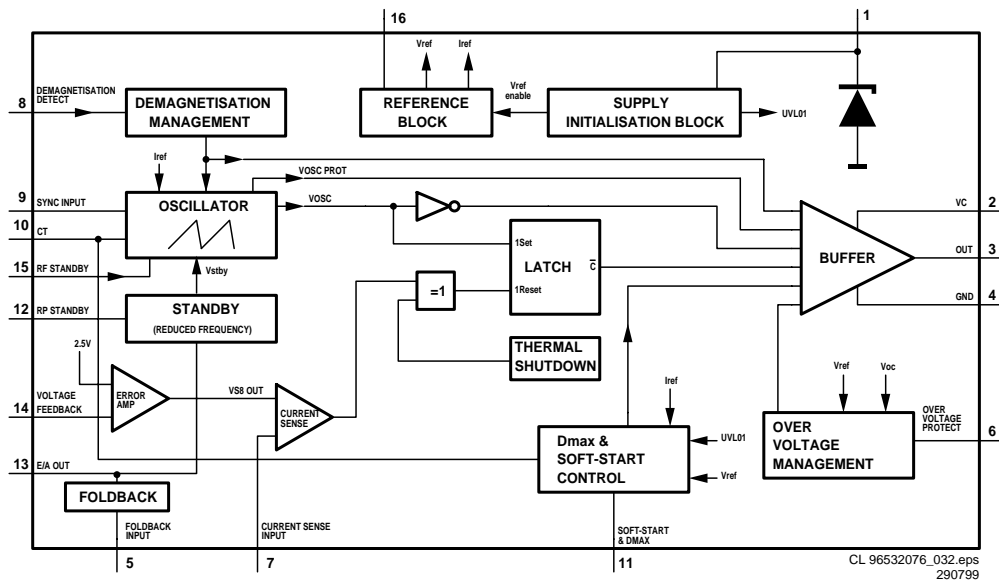 16
1
Vref
Iref
DEMAGNETISATION
DETECT
8
DEMAGNETISATION
MANAGEMENT
REFERENCE
BLOCK
Vref
enable
SUPPLY
INITIALISATION BLOCK
UVL01
Iref
VOSC PROT
9
SYNC INPUT
OSCILLATOR
VOSC
VC
2
10
CT
1Set
LATCH
C
1Reset
BUFFER
OUT
3
15
RF STANDBY
Vstby
=1
GND
4
12
RP STANDBY
STANDBY
(REDUCED FREQUENCY)
THERMAL
SHUTDOWN
2.5V
ERROR
AMP
VS8 OUT
CURRENT
SENSE
Iref
Vref
Voc
VOLTAGE
FEEDBACK
14
Dmax &
SOFT-START
CONTROL
UVL01
Vref
OVER
VOLTAGE
MANAGEMENT
OVER
VOLTAGE
PROTECT
6
13
E/A OUT
FOLDBACK
FOLDBACK
INPUT
CURRENT SENSE
INPUT
SOFT-START
& DMAX
5
7
11
CL 96532076_032.eps
290799